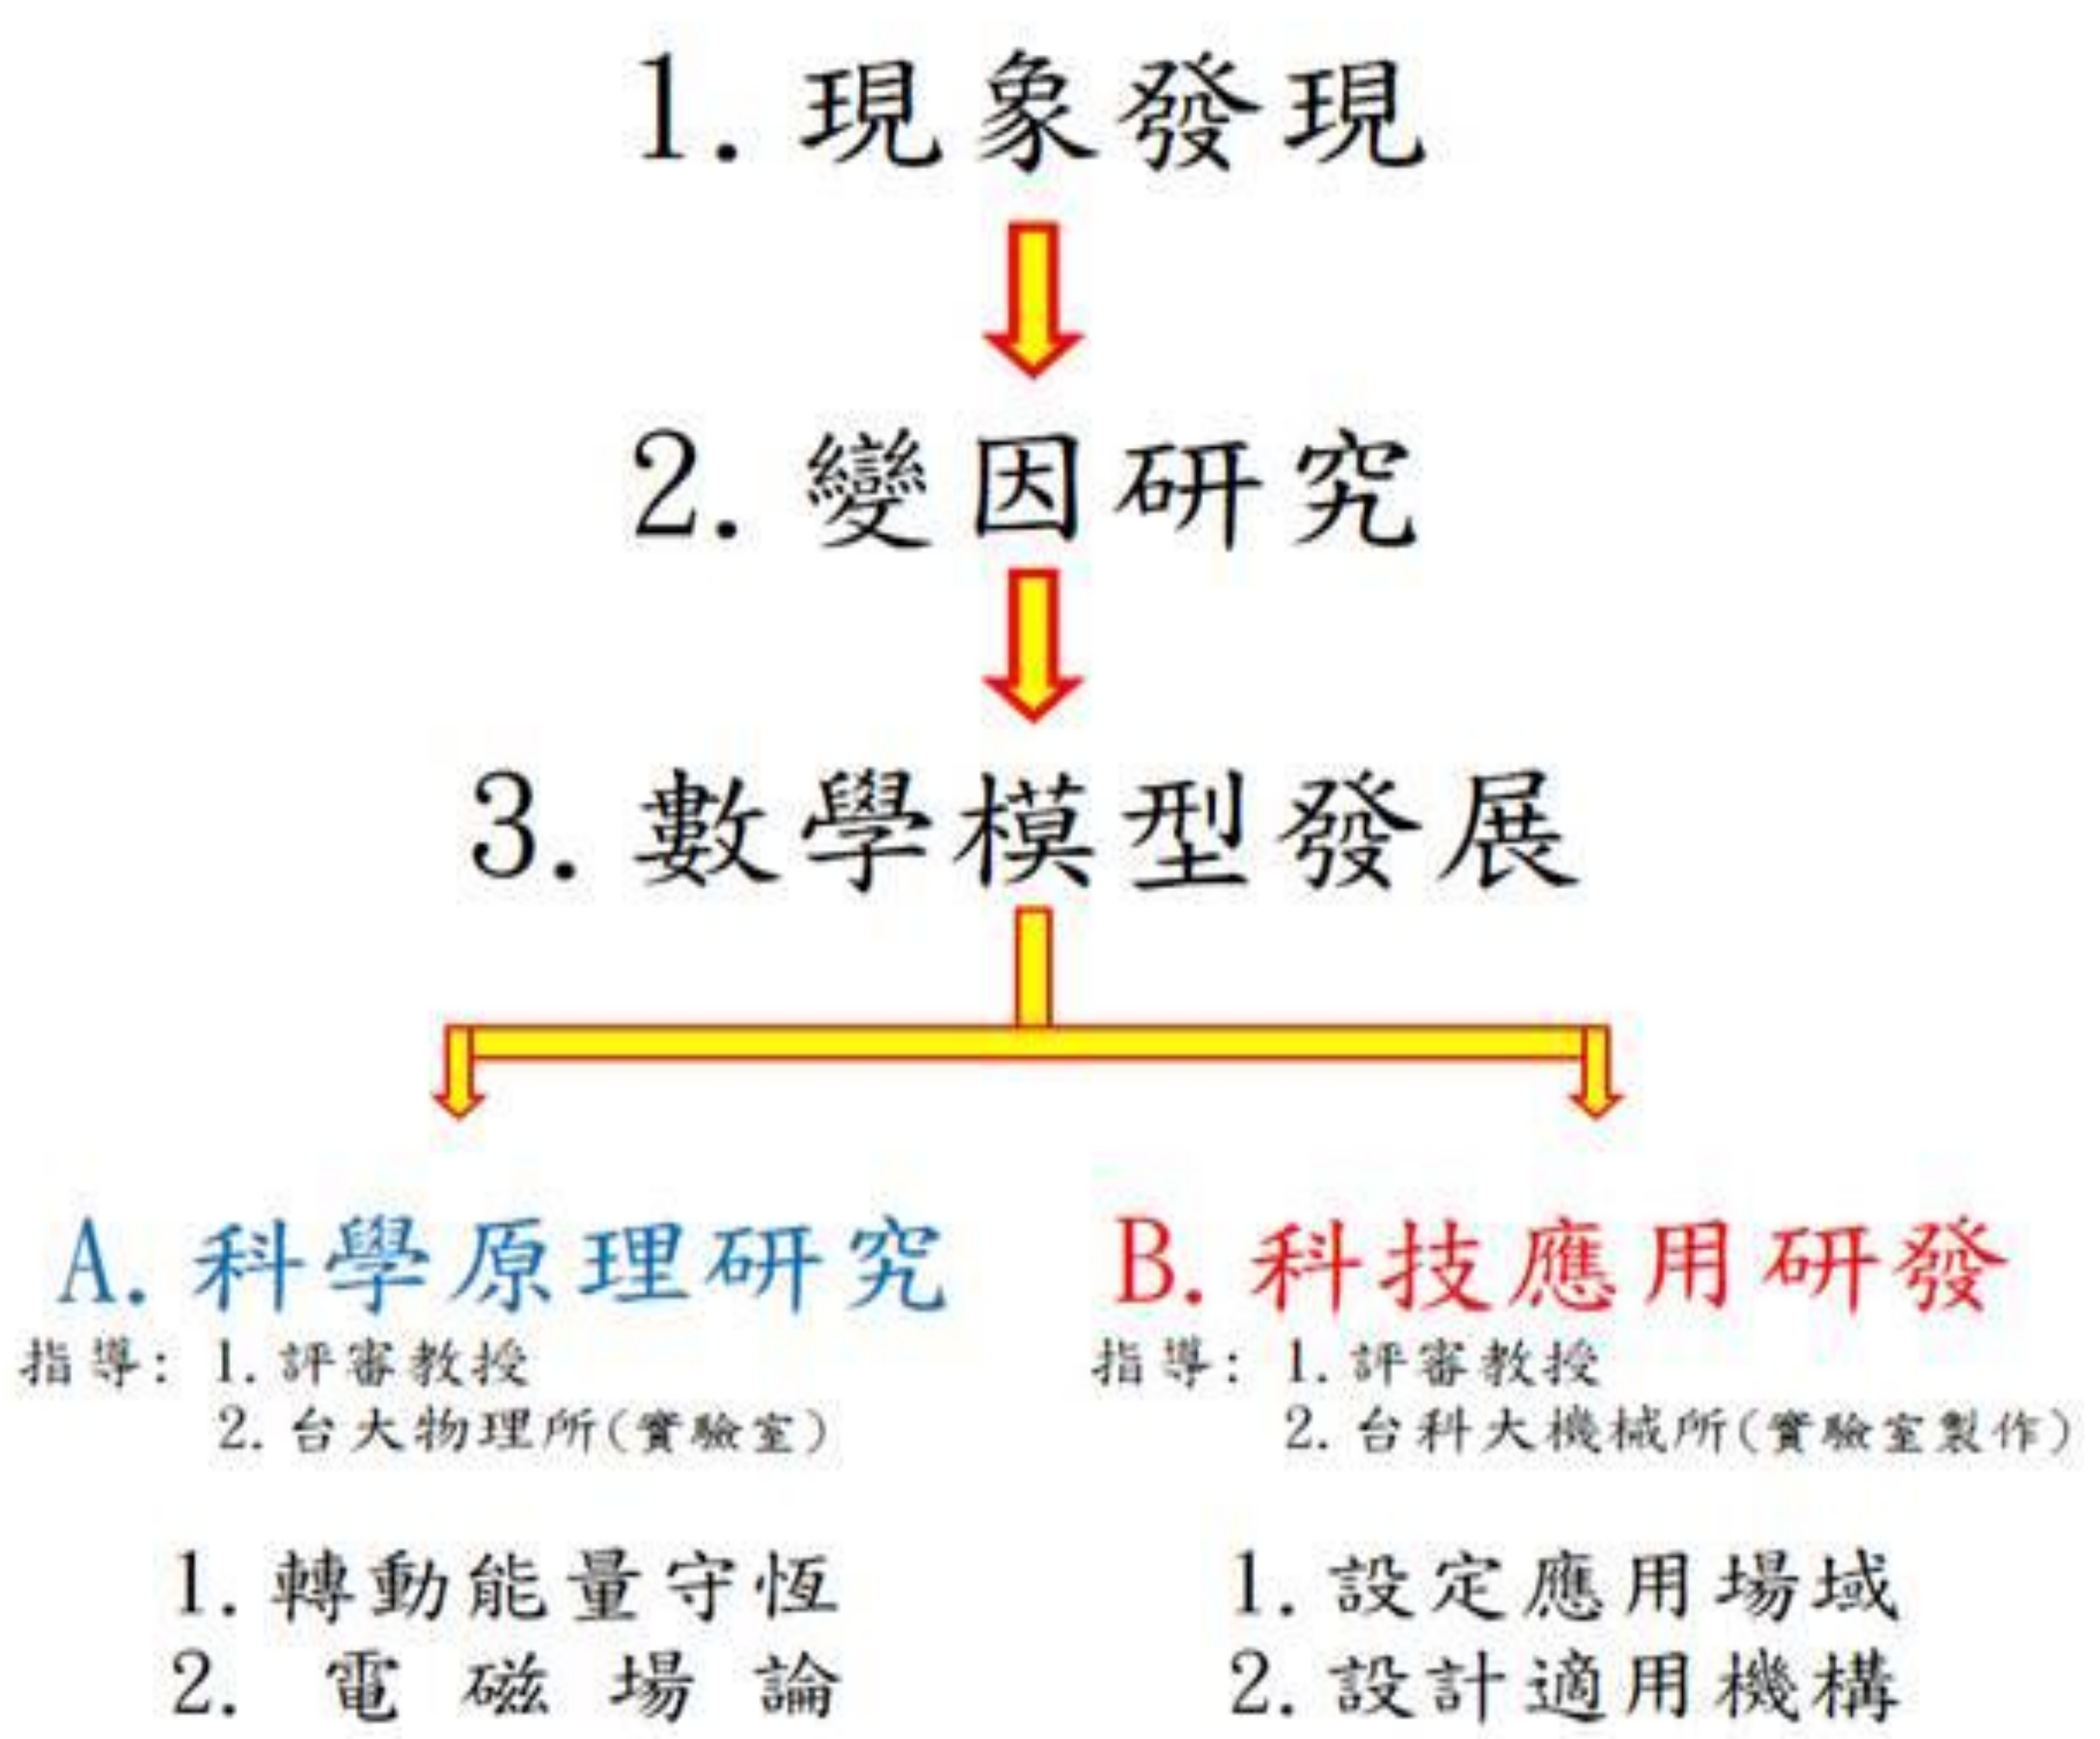 1. 現象發現
2. 變因研究
3. 數學模型發展
A. 科學原理研究
指導: 1. 評審教授
2. 台大物理所(實驗室)
1. 轉動能量守恆
2. 電磁場論
B. 科技應用研發
指導: 1. 評審教授
2. 台科大機械所(實驗室製作)
1. 設定應用場域
2. 設計適用機構